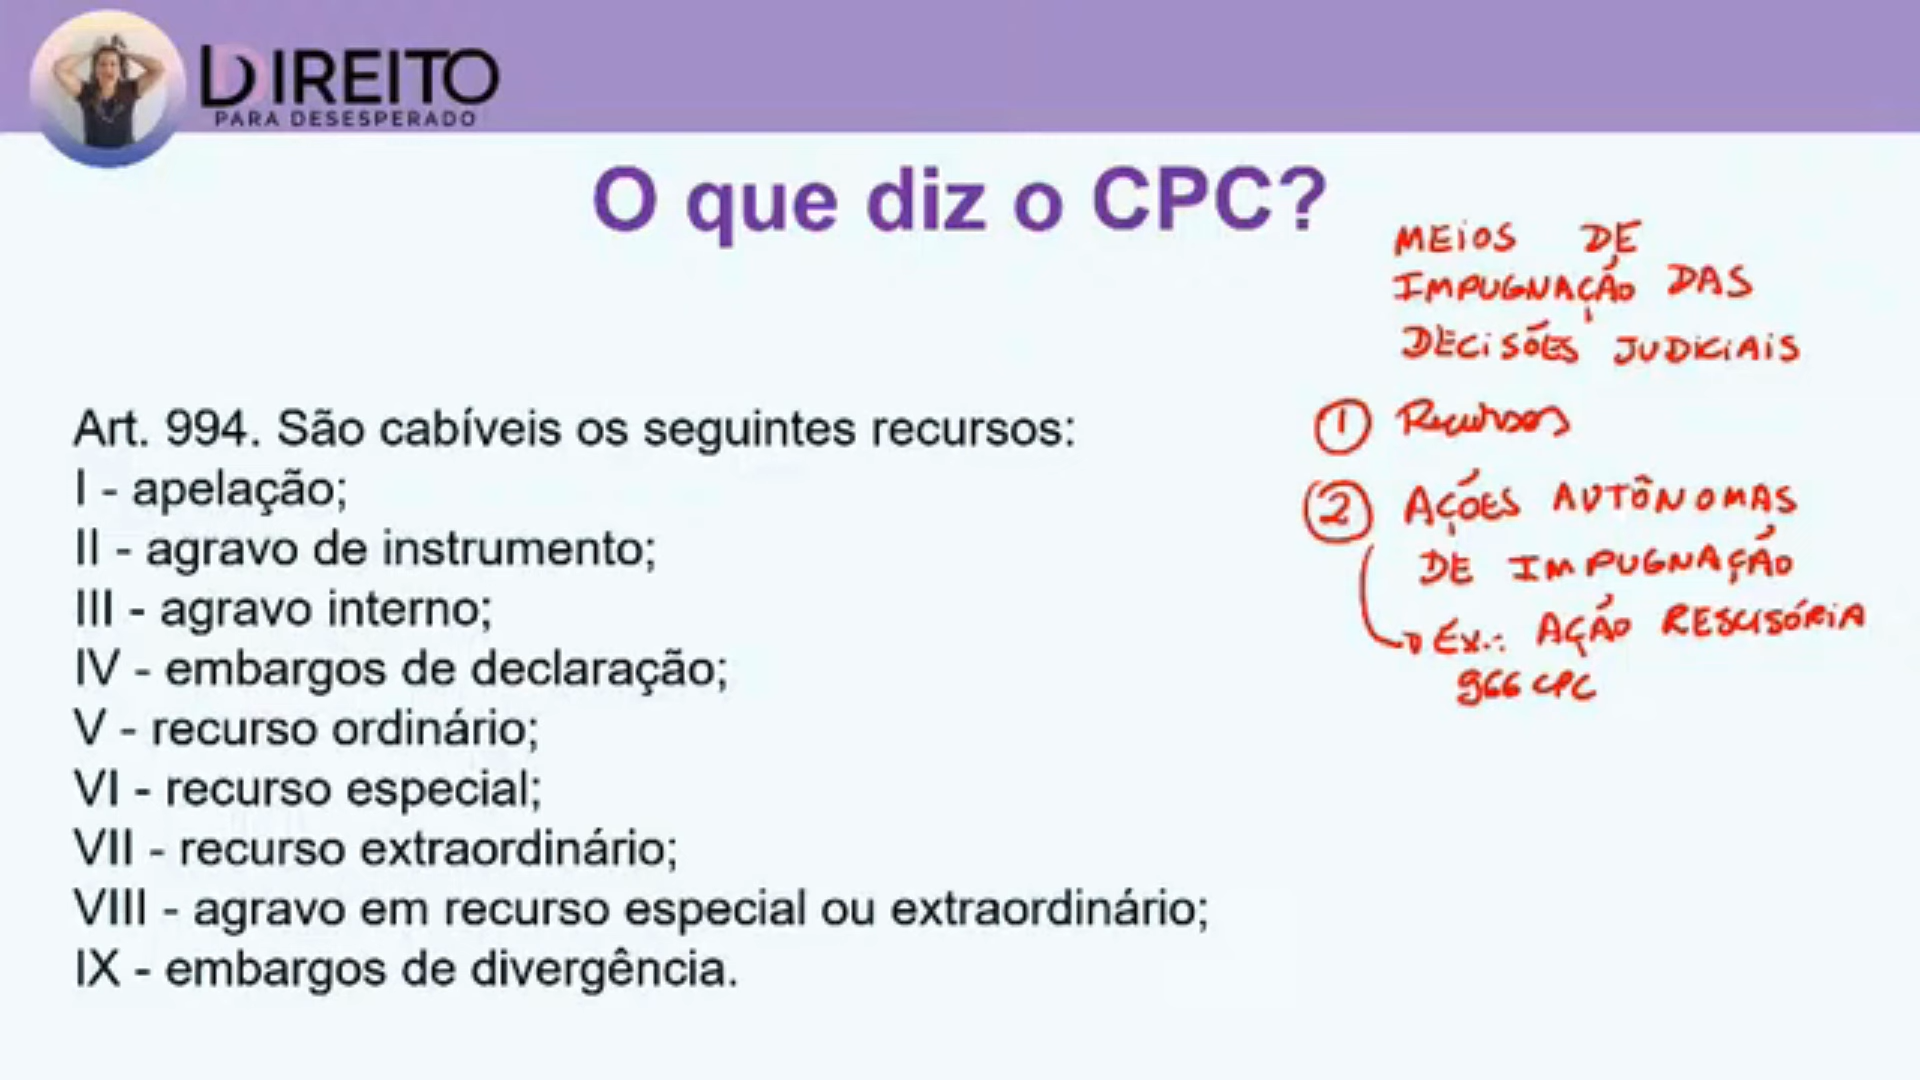 DIREITO
PARA DESESPERADO
O que diz o CPC?
MEIOS DE
IMPUGNAÇÃO DAS
DECISÕES JUDICIAIS
Art. 994. São cabíveis os seguintes recursos:
I - apelação;
II - agravo de instrumento;
III - agravo interno;
IV - embargos de declaração;
V - recurso ordinário;
VI - recurso especial;
VII - recurso extraordinário;
VIII - agravo em recurso especial ou extraordinário;
IX - embargos de divergência.
1 Recursos
2 AÇÕES AUTÔNOMAS
DE IMPUGNAÇÃO
Ex.: AÇÃO RESCISÓRIA
966 CPC